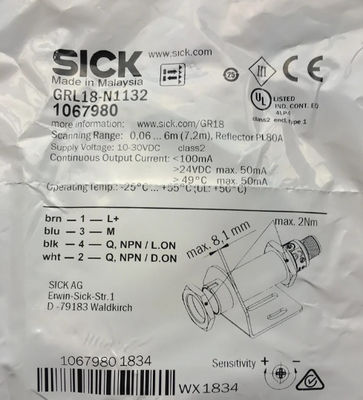 SICK
www.sick.com
Made in Malaysia
GRL18-N1132
1067980
25
UL
LISTED
IND. CONT. EQ
4LP4
class2 encl. type 1
more information: www.sick.com/GR18
Scanning Range: 0,06 ... 6m (7,2m), Reflector PL80A
Supply Voltage: 10-30VDC class2
Continuous Output Current: <100mA
>24VDC max. 50mA
>49°C max. 50mA
Operating Temp.: -25°C ... +55°C (UL: +50°C)
brn - 1 - L+
blu - 3 - M
blk - 4 - Q, NPN / L.ON
wht - 2 - Q, NPN / D.ON
max. 2Nm
max. 8,1 mm
SICK AG
Erwin-Sick-Str.1
D -79183 Waldkirch
1067980 1834
Sensitivity + -
WX1834